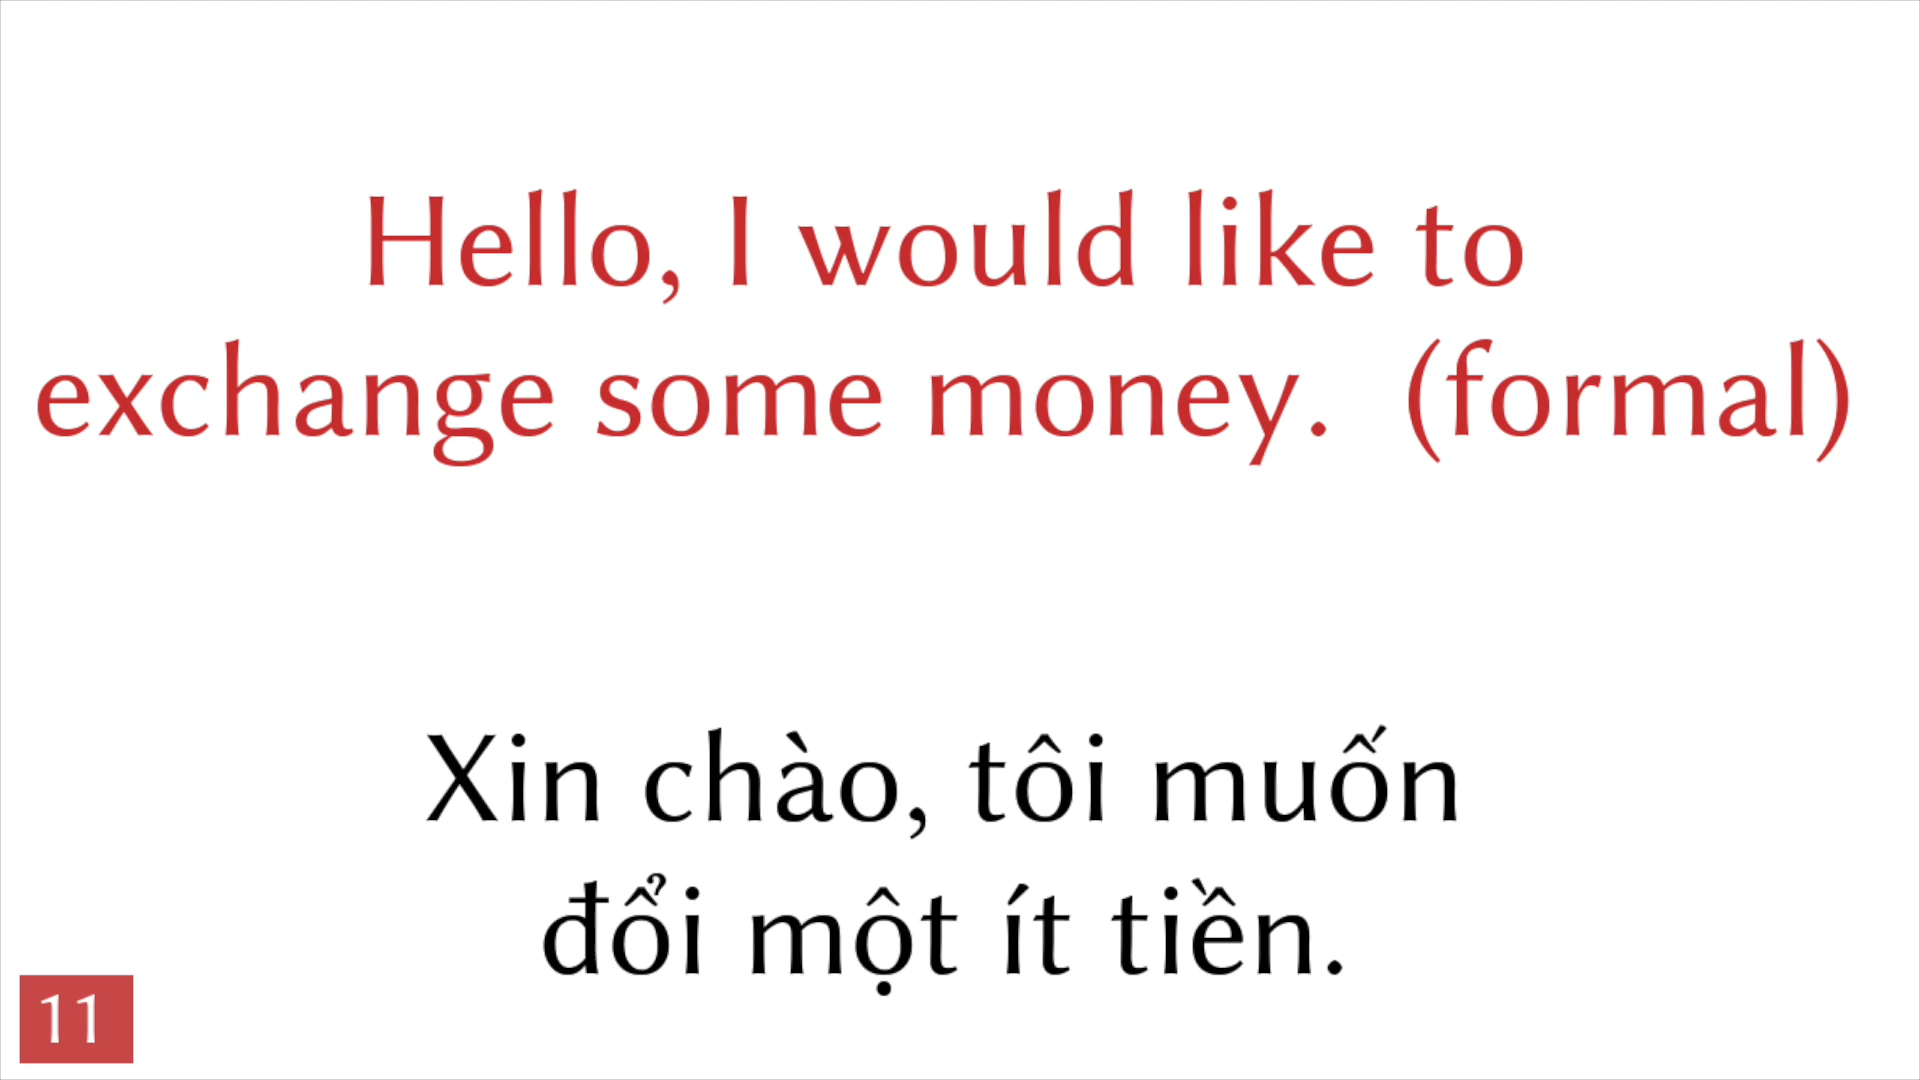 Hello, I would like to
exchange some money. (formal)
Xin chào, tôi muốn
đổi một ít tiền.
11